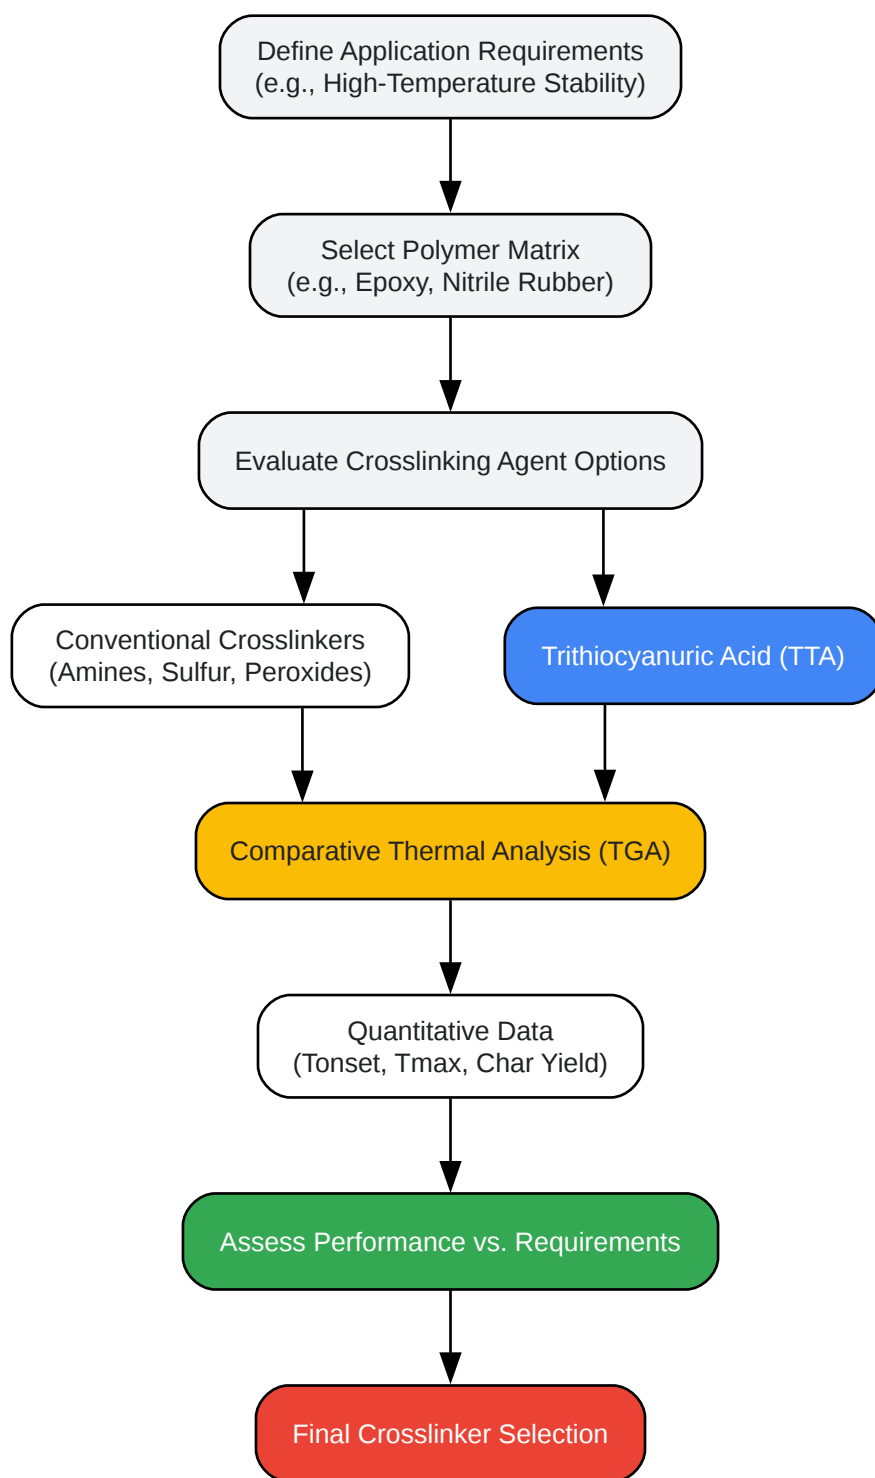 Define Application Requirements
(e.g., High-Temperature Stability)
Select Polymer Matrix
(e.g., Epoxy, Nitrile Rubber)
Evaluate Crosslinking Agent Options
Conventional Crosslinkers
(Amines, Sulfur, Peroxides)
Trithiocyanuric Acid (TTA)
Comparative Thermal Analysis (TGA)
Quantitative Data
(Tonset, Tmax, Char Yield)
Assess Performance vs. Requirements
Final Crosslinker Selection